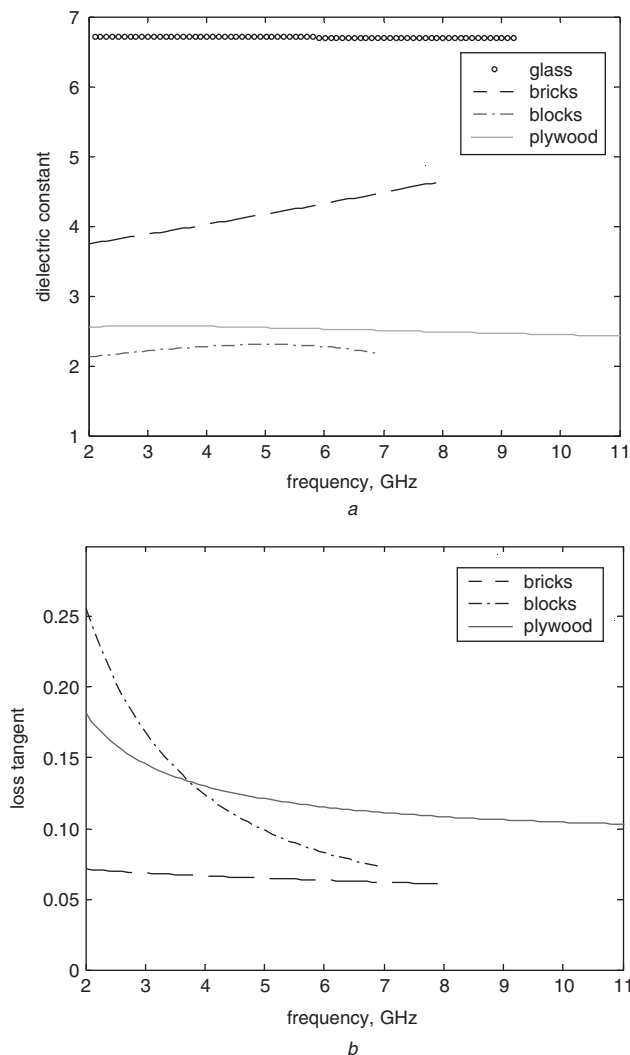 7
6
5
4
3
2
1
dielectric constant
glass
bricks
blocks
plywood
2 3 4 5 6 7 8 9 10 11
frequency, GHz
a
0.25
0.20
0.15
0.10
0.05
0
loss tangent
bricks
blocks
plywood
2 3 4 5 6 7 8 9 10 11
frequency, GHz
b